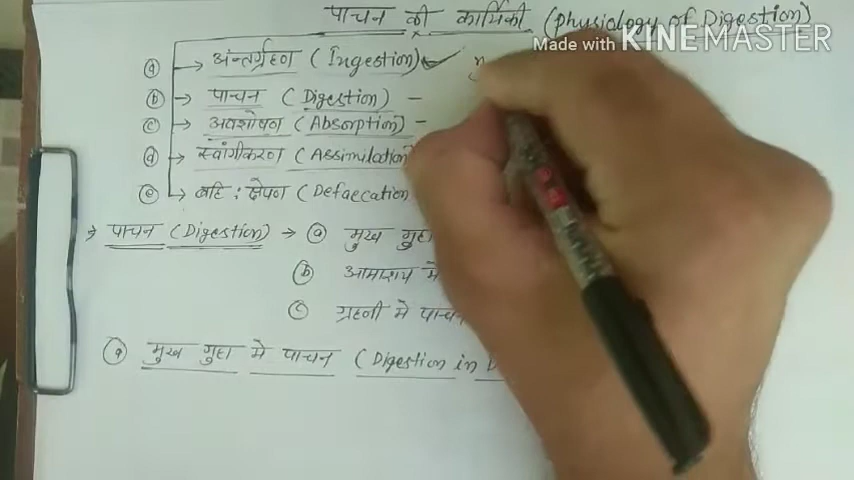 पाचन की कार्यिकी (physiology of Digestion)
Made with KINEMASTER
ⓐ → अंन्तर्ग्रहण (Ingestion) ✓
ⓑ → पाचन (Digestion) -
ⓒ → अवशोषण (Absorption) -
ⓓ → स्वांगीकरण (Assimilation)
ⓔ → बहि : क्षेपण (Defaecation
→ पाचन (Digestion) → ⓐ मुख गुहा
ⓑ आमाशय मे
ⓒ ग्रहणी मे पाचन
ⓐ मुख गुहा मे पाचन (Digestion in